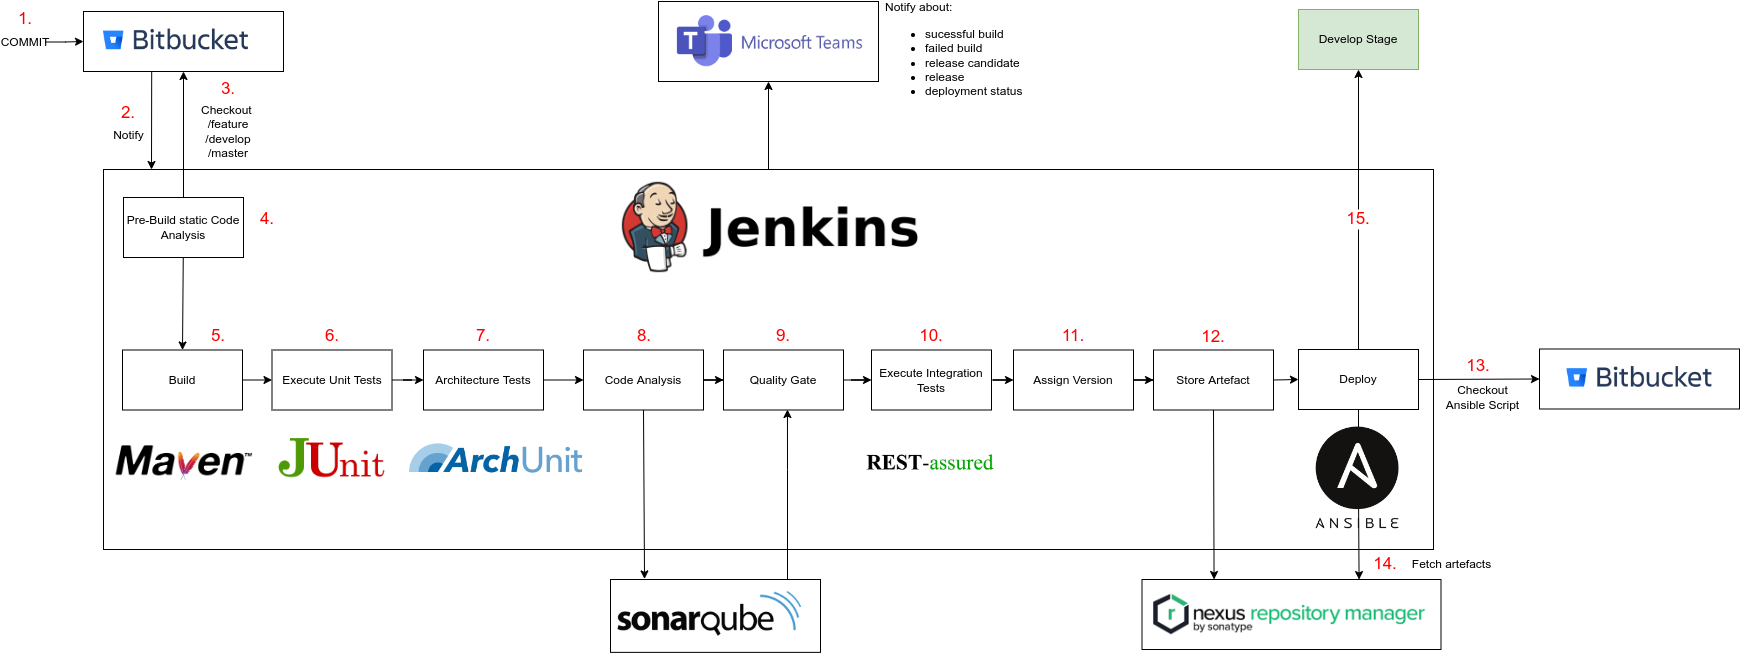 1.
COMMIT
Bitbucket
2.
Notify
3.
Checkout
/feature
/develop
/master
Microsoft Teams
Notify about:
sucessful build
failed build
release candidate
release
deployment status
Develop Stage
Pre-Build static Code
Analysis
4.
Jenkins
15.
5.
Build
6.
Execute Unit Tests
7.
Architecture Tests
8.
Code Analysis
9.
Quality Gate
10.
Execute Integration
Tests
11.
Assign Version
12.
Store Artefact
Deploy
13.
Checkout
Ansible Script
Bitbucket
Maven™
JUnit
ArchUnit
REST-assured
ANSIBLE
14.
Fetch artefacts
sonarqube
nexus repository manager
by sonatype